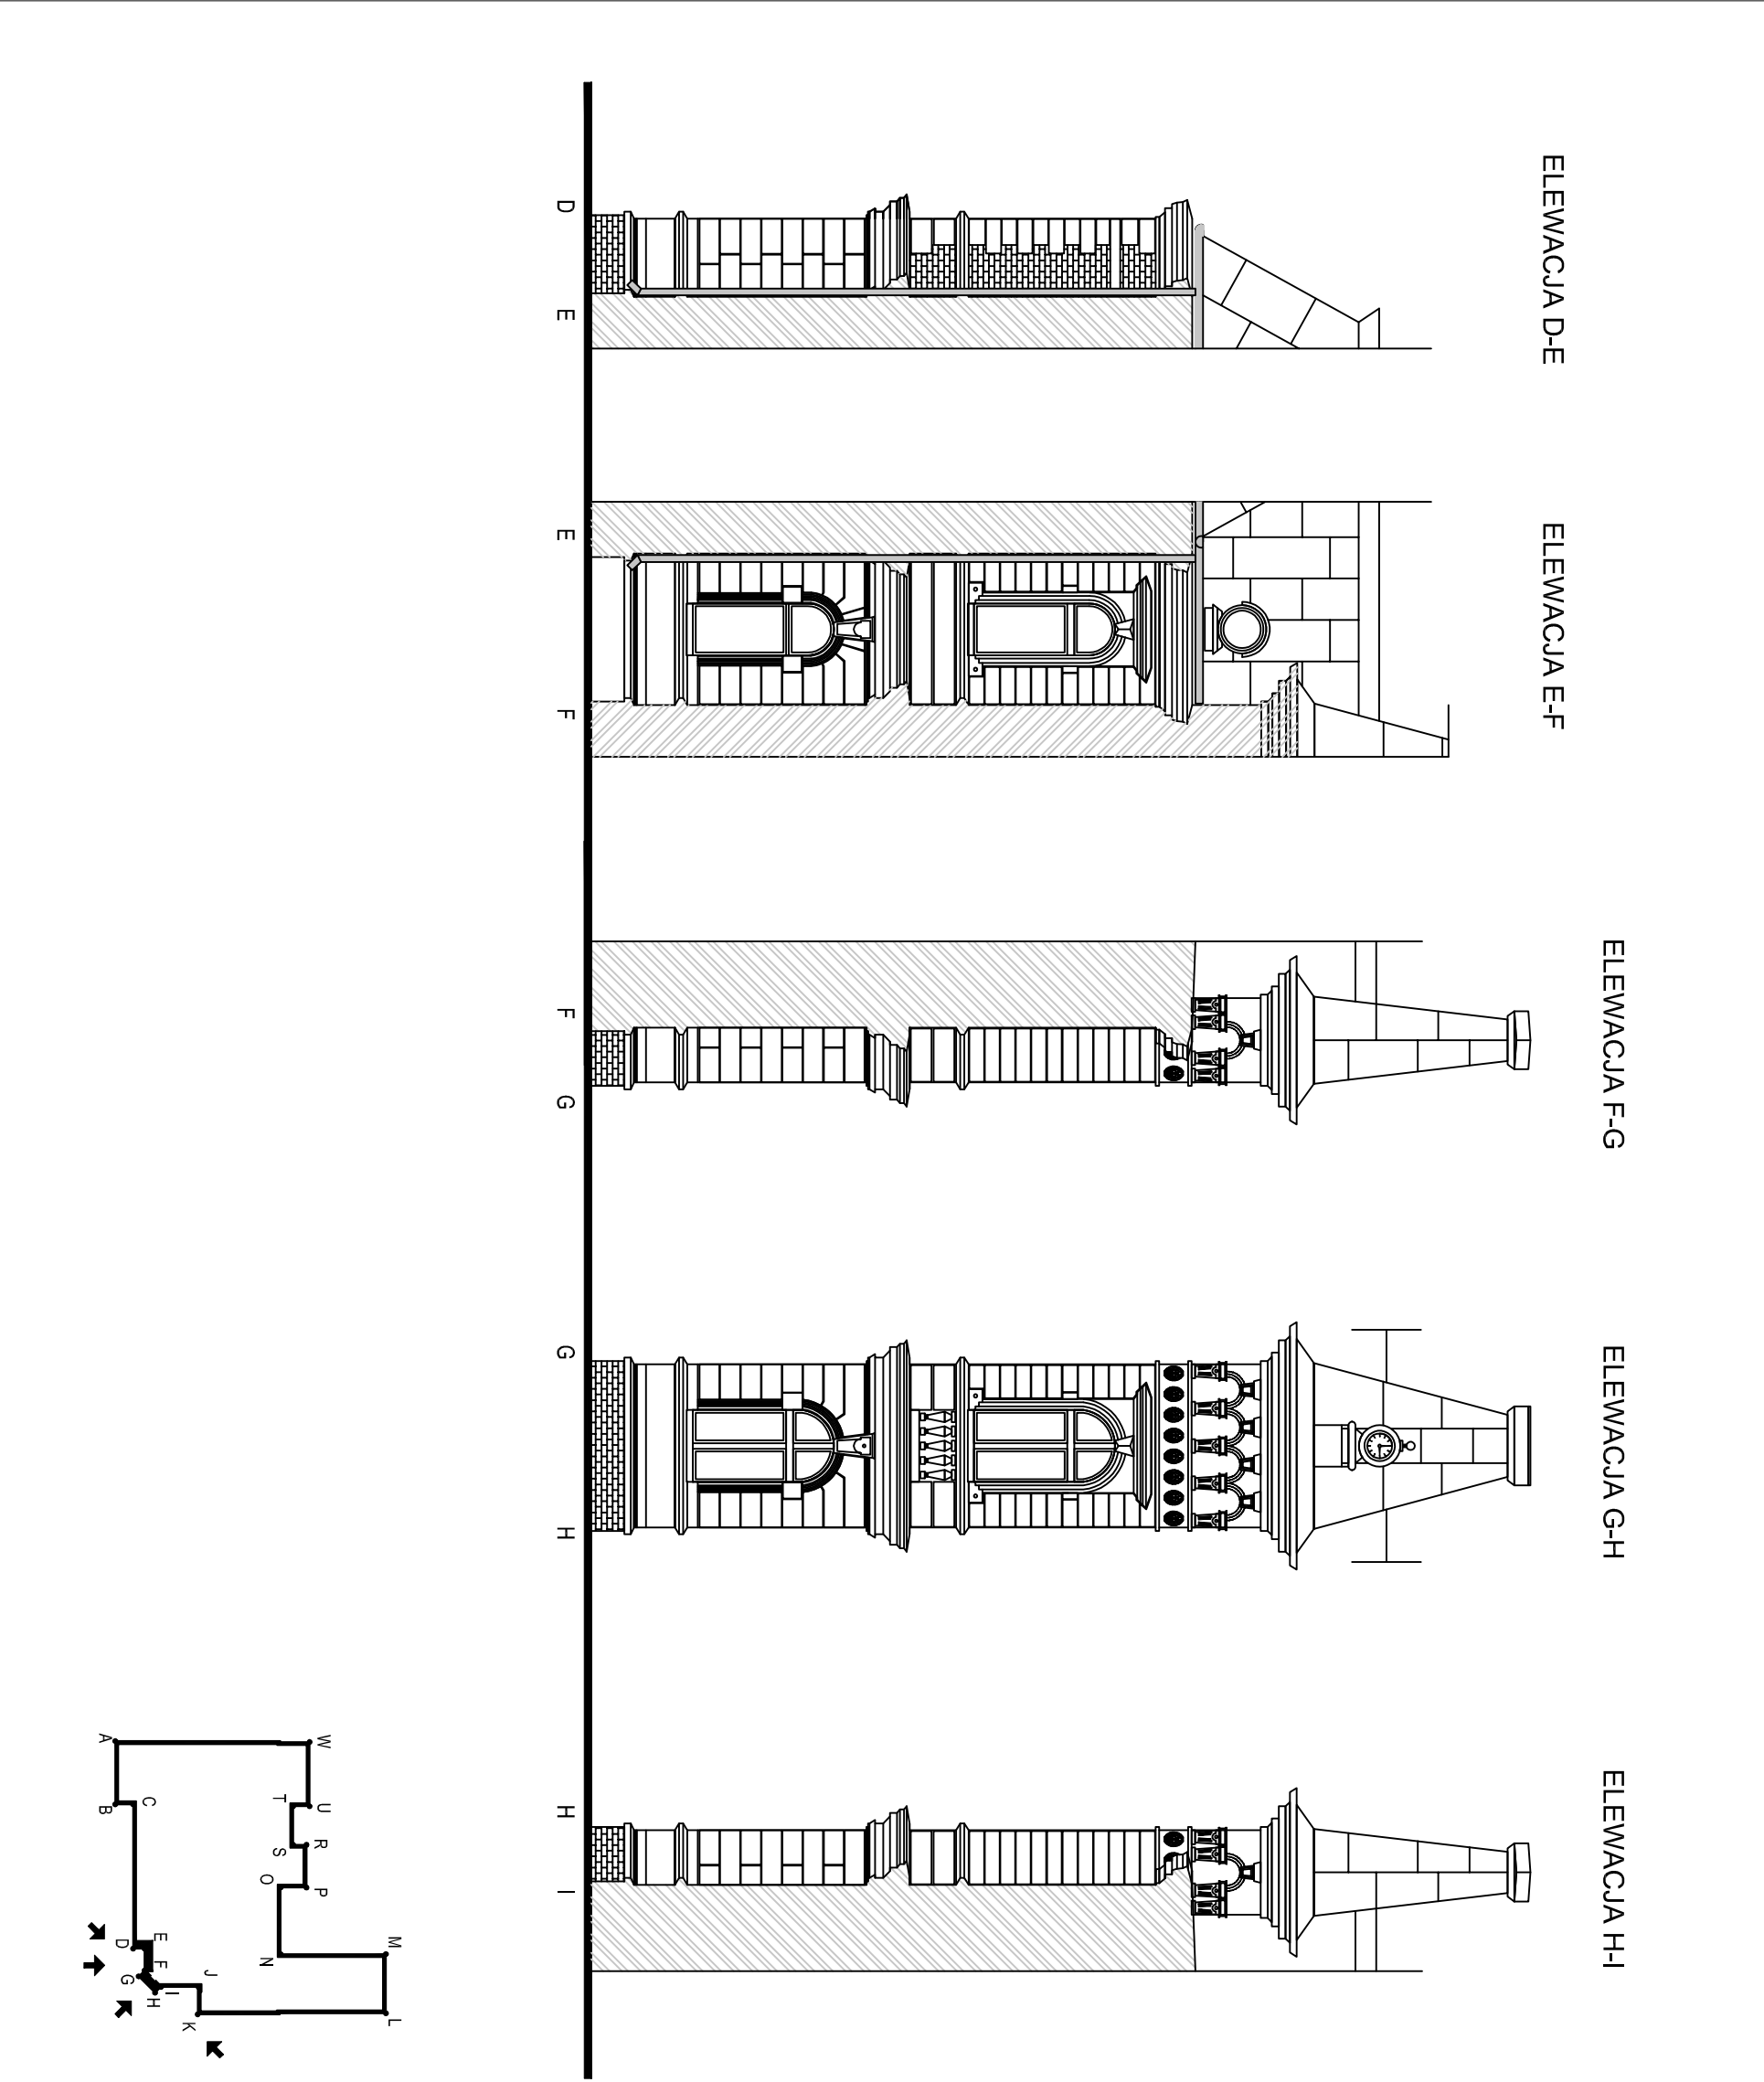 ELEWACJA D-E
ELEWACJA E-F
ELEWACJA F-G
ELEWACJA G-H
ELEWACJA H-I
D
E
E
F
F
G
G
H
H
I
A
B
C
D
E
F
G
H
I
J
K
L
M
N
O
P
R
S
T
U
W